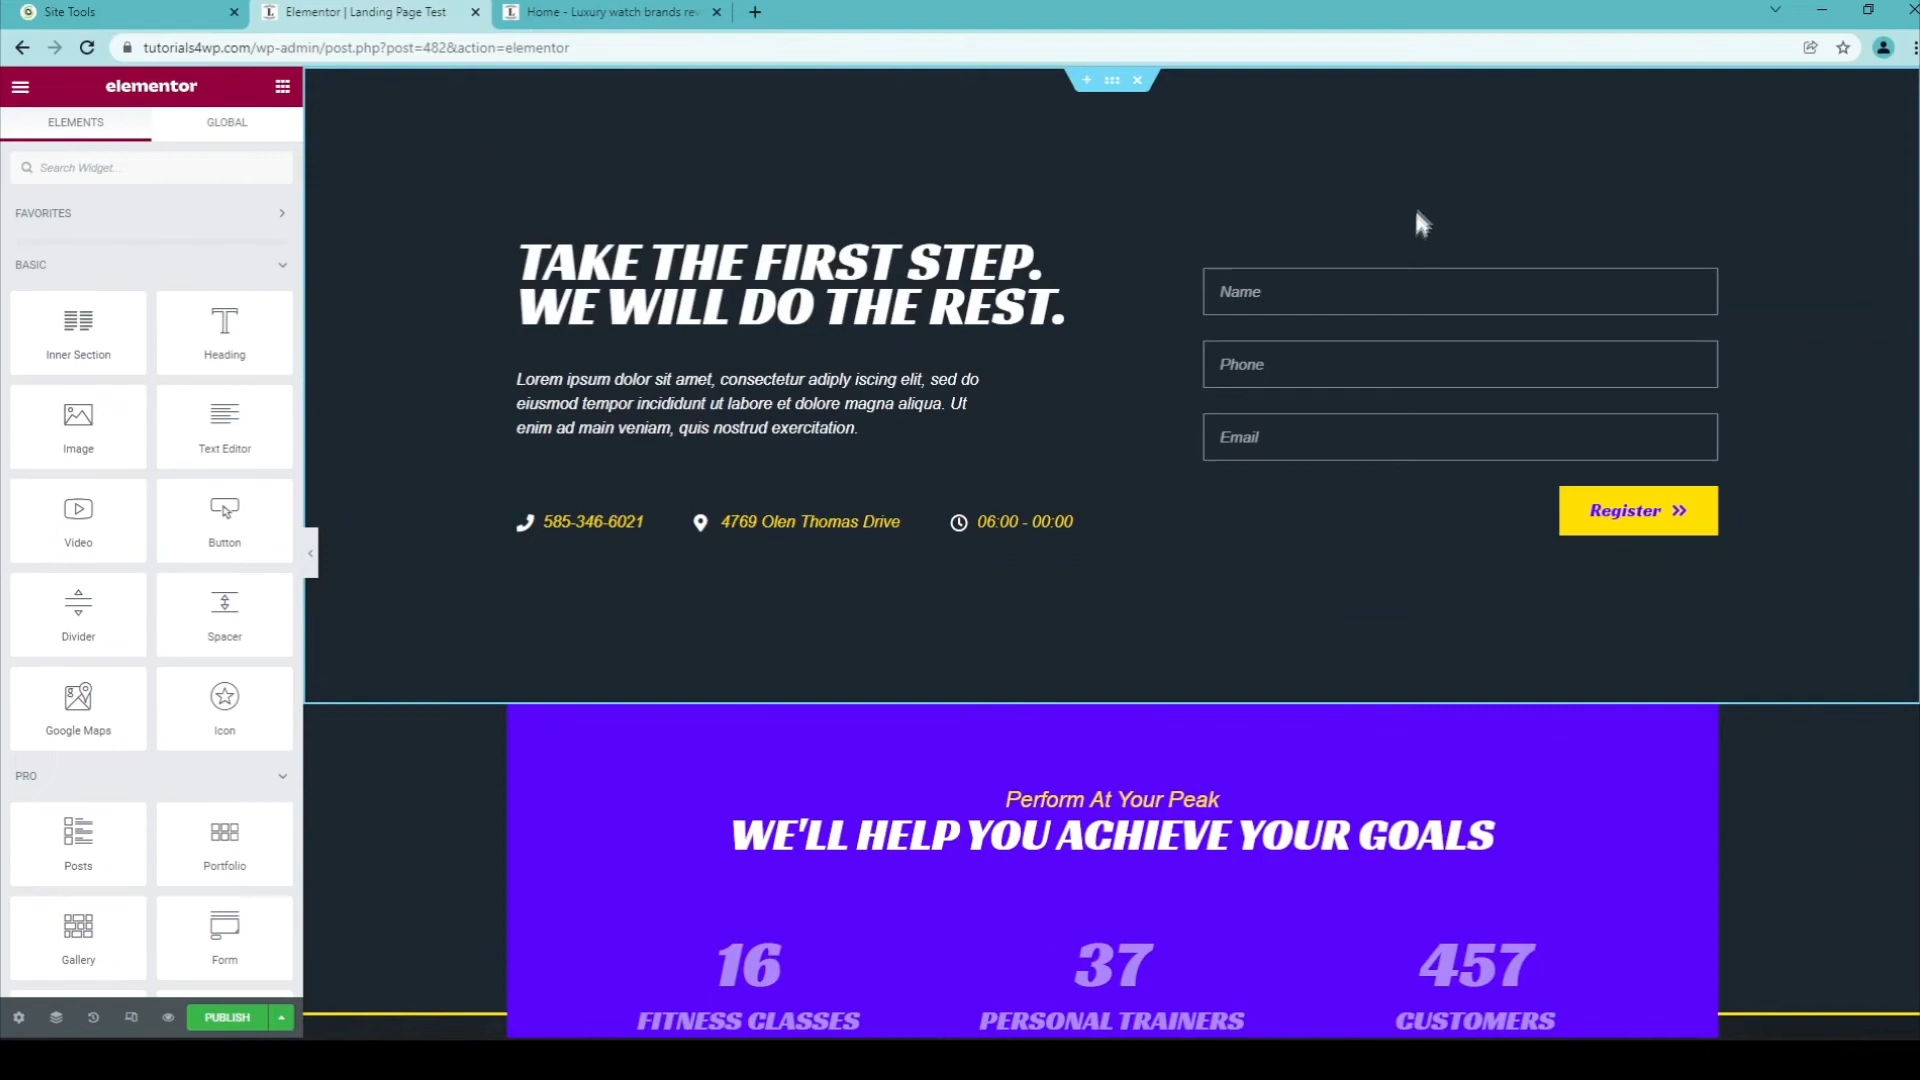 Site Tools
Elementor | Landing Page Test
Home - Luxury watch brands rev
tutorials4wp.com/wp-admin/post.php?post=482&action=elementor
elementor
ELEMENTS
GLOBAL
Search Widget...
FAVORITES
BASIC
Inner Section
Heading
Image
Text Editor
Video
Button
Divider
Spacer
Google Maps
Icon
PRO
Posts
Portfolio
Gallery
Form
PUBLISH
TAKE THE FIRST STEP.
WE WILL DO THE REST.
Lorem ipsum dolor sit amet, consectetur adiply iscing elit, sed do
eiusmod tempor incididunt ut labore et dolore magna aliqua. Ut
enim ad main veniam, quis nostrud exercitation.
585-346-6021
4769 Olen Thomas Drive
06:00 - 00:00
Name
Phone
Email
Register
Perform At Your Peak
WE'LL HELP YOU ACHIEVE YOUR GOALS
16
37
457
FITNESS CLASSES
PERSONAL TRAINERS
CUSTOMERS